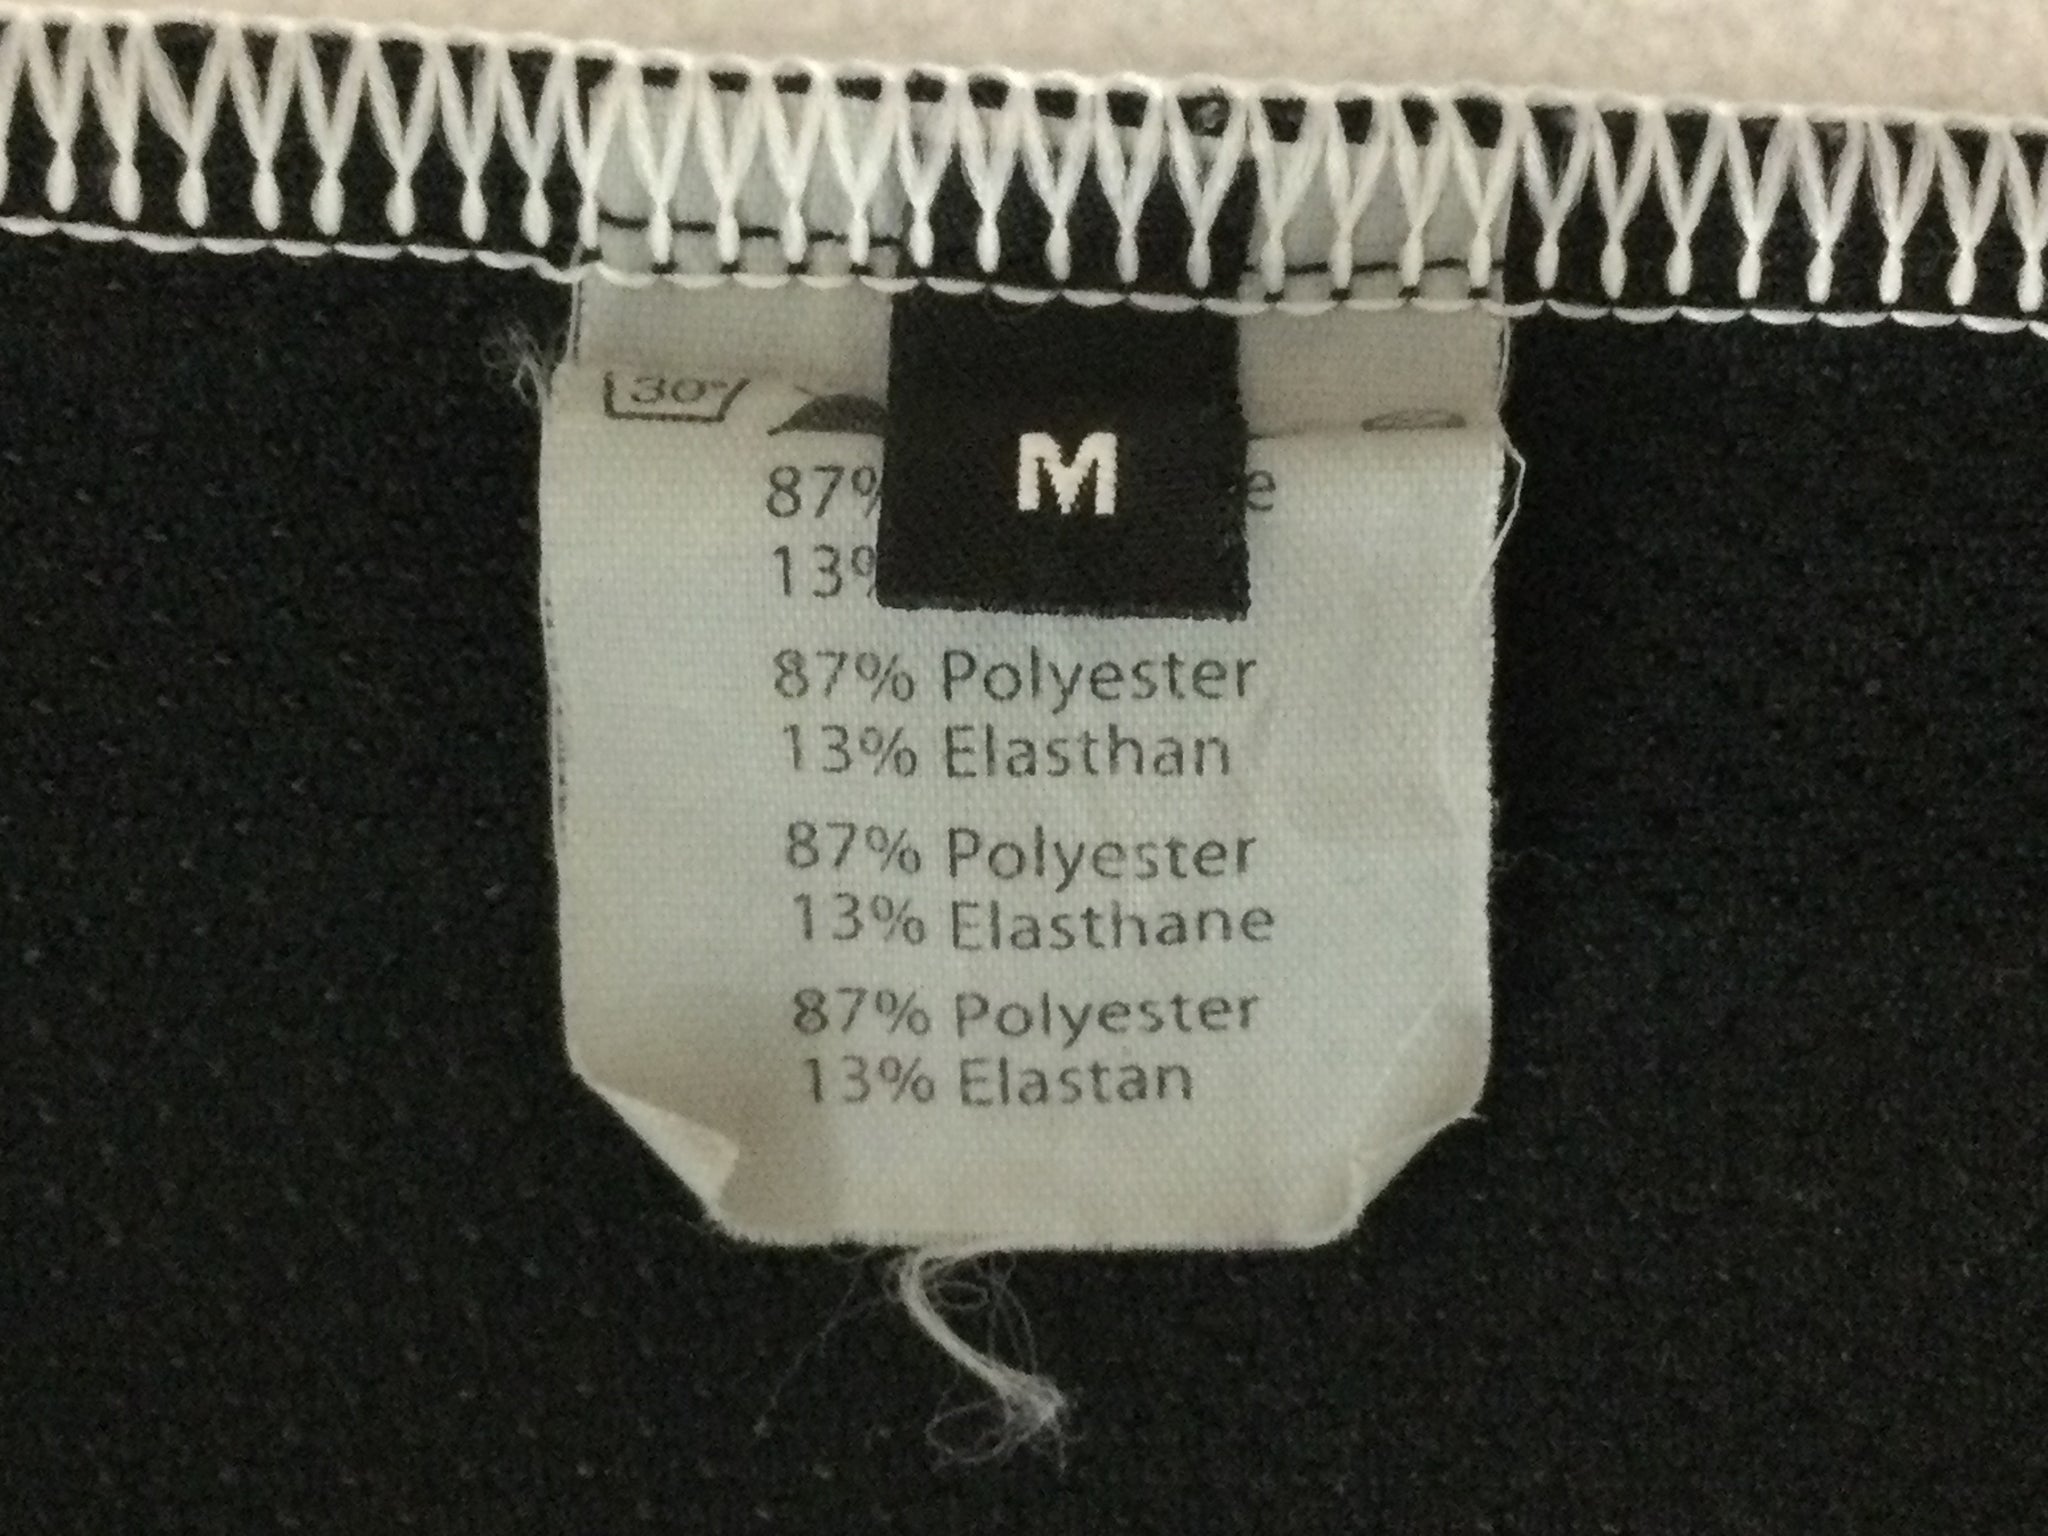 30°
M
87%
13%
87% Polyester
13% Elasthan
87% Polyester
13% Elasthane
87% Polyester
13% Elastan